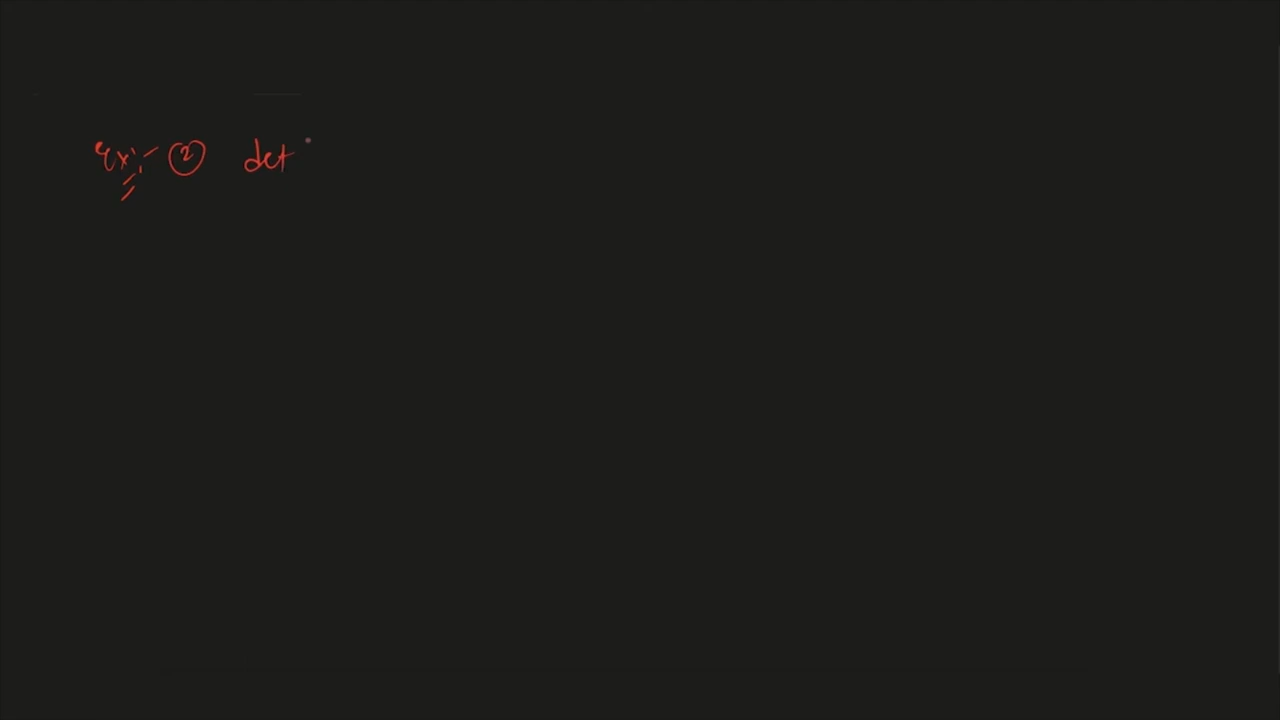 Ex:- ② det